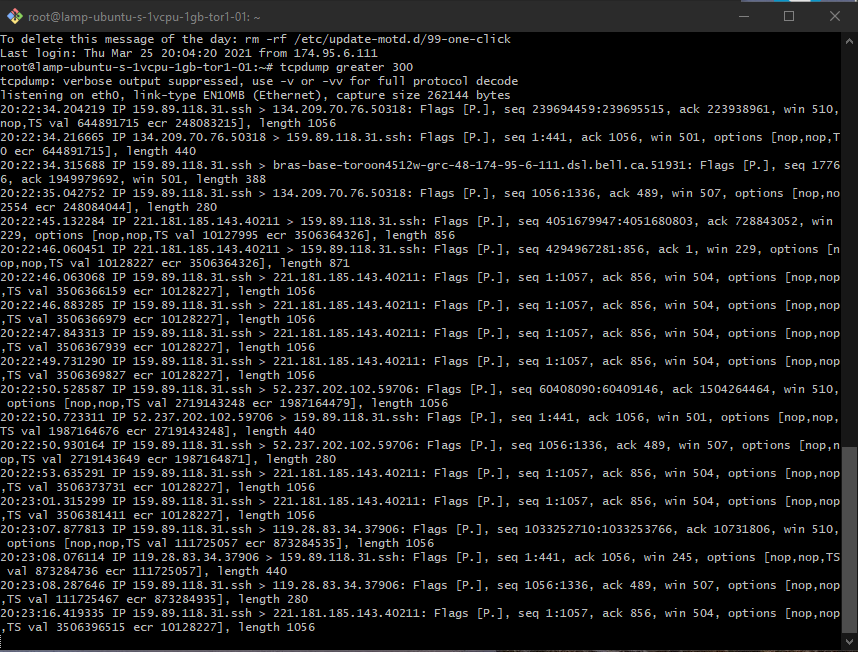 root@lamp-ubuntu-s-1vcpu-1gb-tor1-01: ~
To delete this message of the day: rm -rf /etc/update-motd.d/99-one-click
Last login: Thu Mar 25 20:04:20 2021 from 174.95.6.111
root@lamp-ubuntu-s-1vcpu-1gb-tor1-01:~# tcpdump greater 300
tcpdump: verbose output suppressed, use -v or -vv for full protocol decode
listening on eth0, link-type EN10MB (Ethernet), capture size 262144 bytes
20:22:34.204219 IP 159.89.118.31.ssh > 134.209.70.76.50318: Flags [P.], seq 239694459:239695515, ack 223938961, win 510,
nop,TS val 644891715 ecr 248083215], length 1056
20:22:34.216665 IP 134.209.70.76.50318 > 159.89.118.31.ssh: Flags [P.], seq 1:441, ack 1056, win 501, options [nop,nop,T
0 ecr 644891715], length 440
20:22:34.315688 IP 159.89.118.31.ssh > bras-base-toroon4512w-grc-48-174-95-6-111.dsl.bell.ca.51931: Flags [P.], seq 1776
6, ack 1949979692, win 501, length 388
20:22:35.042752 IP 159.89.118.31.ssh > 134.209.70.76.50318: Flags [P.], seq 1056:1336, ack 489, win 507, options [nop,no
2554 ecr 248084044], length 280
20:22:45.132284 IP 221.181.185.143.40211 > 159.89.118.31.ssh: Flags [P.], seq 4051679947:4051680803, ack 728843052, win
229, options [nop,nop,TS val 10127995 ecr 3506364326], length 856
20:22:46.060451 IP 221.181.185.143.40211 > 159.89.118.31.ssh: Flags [P.], seq 4294967281:856, ack 1, win 229, options [n
op,nop,TS val 10128227 ecr 3506364326], length 871
20:22:46.063068 IP 159.89.118.31.ssh > 221.181.185.143.40211: Flags [P.], seq 1:1057, ack 856, win 504, options [nop,nop
,TS val 3506366159 ecr 10128227], length 1056
20:22:46.883285 IP 159.89.118.31.ssh > 221.181.185.143.40211: Flags [P.], seq 1:1057, ack 856, win 504, options [nop,nop
,TS val 3506366979 ecr 10128227], length 1056
20:22:47.843313 IP 159.89.118.31.ssh > 221.181.185.143.40211: Flags [P.], seq 1:1057, ack 856, win 504, options [nop,nop
,TS val 3506367939 ecr 10128227], length 1056
20:22:49.731290 IP 159.89.118.31.ssh > 221.181.185.143.40211: Flags [P.], seq 1:1057, ack 856, win 504, options [nop,nop
,TS val 3506369827 ecr 10128227], length 1056
20:22:50.528587 IP 159.89.118.31.ssh > 52.237.202.102.59706: Flags [P.], seq 60408090:60409146, ack 1504264464, win 510,
options [nop,nop,TS val 2719143248 ecr 1987164479], length 1056
20:22:50.723311 IP 52.237.202.102.59706 > 159.89.118.31.ssh: Flags [P.], seq 1:441, ack 1056, win 501, options [nop,nop,
TS val 1987164676 ecr 2719143248], length 440
20:22:50.930164 IP 159.89.118.31.ssh > 52.237.202.102.59706: Flags [P.], seq 1056:1336, ack 489, win 507, options [nop,n
op,TS val 2719143649 ecr 1987164871], length 280
20:22:53.635291 IP 159.89.118.31.ssh > 221.181.185.143.40211: Flags [P.], seq 1:1057, ack 856, win 504, options [nop,nop
,TS val 3506373731 ecr 10128227], length 1056
20:23:01.315299 IP 159.89.118.31.ssh > 221.181.185.143.40211: Flags [P.], seq 1:1057, ack 856, win 504, options [nop,nop
,TS val 3506381411 ecr 10128227], length 1056
20:23:07.877813 IP 159.89.118.31.ssh > 119.28.83.34.37906: Flags [P.], seq 1033252710:1033253766, ack 10731806, win 510,
options [nop,nop,TS val 111725057 ecr 873284535], length 1056
20:23:08.076114 IP 119.28.83.34.37906 > 159.89.118.31.ssh: Flags [P.], seq 1:441, ack 1056, win 245, options [nop,nop,TS
val 873284736 ecr 111725057], length 440
20:23:08.287646 IP 159.89.118.31.ssh > 119.28.83.34.37906: Flags [P.], seq 1056:1336, ack 489, win 507, options [nop,nop
,TS val 111725467 ecr 873284935], length 280
20:23:16.419335 IP 159.89.118.31.ssh > 221.181.185.143.40211: Flags [P.], seq 1:1057, ack 856, win 504, options [nop,nop
,TS val 3506396515 ecr 10128227], length 1056